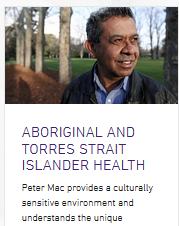 ABORIGINAL AND
TORRES STRAIT
ISLANDER HEALTH
Peter Mac provides a culturally
sensitive environment and
understands the unique